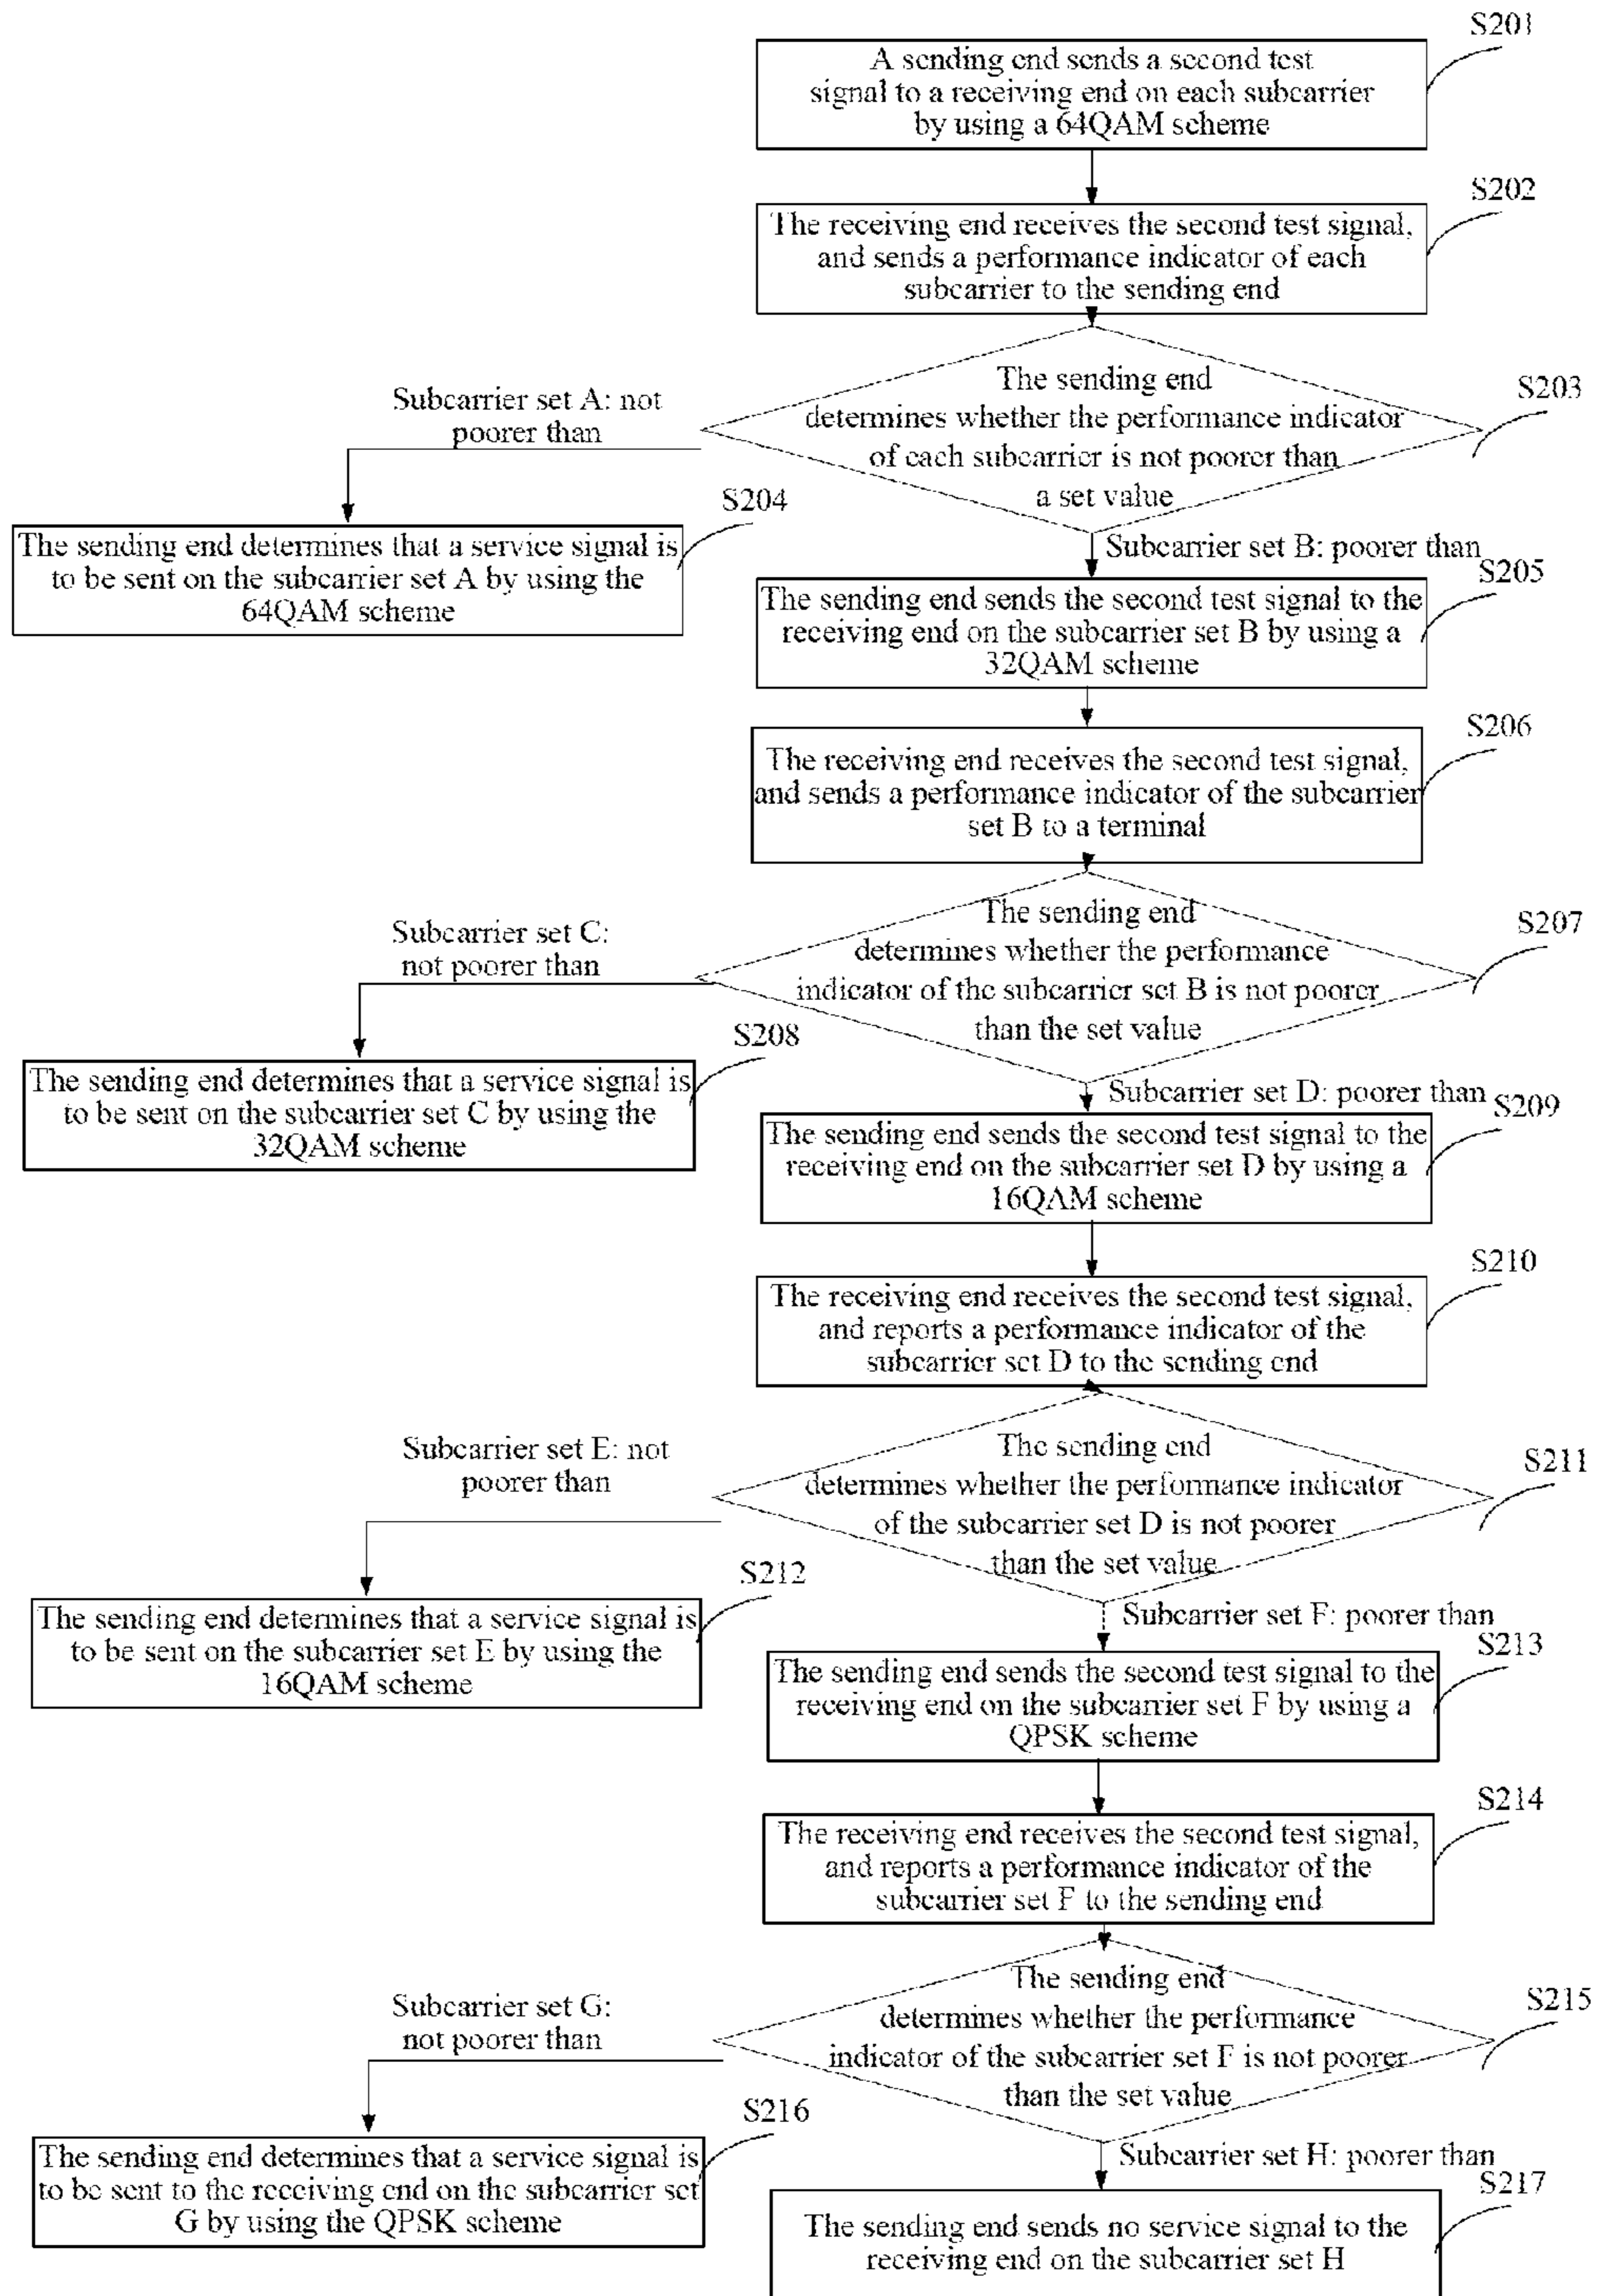 S201
A sending end sends a second test
signal to a receiving end on each subcarrier
by using a 64QAM scheme
S202
The receiving end receives the second test signal,
and sends a performance indicator of each
subcarrier to the sending end
S203
The sending end
determines whether the performance indicator
of each subcarrier is not poorer than
a set value
Subcarrier set A: not
poorer than
S204
The sending end determines that a service signal is
to be sent on the subcarrier set A by using the
64QAM scheme
Subcarrier set B: poorer than
S205
The sending end sends the second test signal to the
receiving end on the subcarrier set B by using a
32QAM scheme
S206
The receiving end receives the second test signal,
and sends a performance indicator of the subcarrier
set B to a terminal
S207
The sending end
determines whether the performance
indicator of the subcarrier set B is not poorer
than the set value
Subcarrier set C:
not poorer than
S208
The sending end determines that a service signal is
to be sent on the subcarrier set C by using the
32QAM scheme
Subcarrier set D: poorer than
S209
The sending end sends the second test signal to the
receiving end on the subcarrier set D by using a
16QAM scheme
S210
The receiving end receives the second test signal,
and reports a performance indicator of the
subcarrier set D to the sending end
S211
The sending end
determines whether the performance indicator
of the subcarrier set D is not poorer
than the set value
Subcarrier set E: not
poorer than
S212
The sending end determines that a service signal is
to be sent on the subcarrier set E by using the
16QAM scheme
Subcarrier set F: poorer than
S213
The sending end sends the second test signal to the
receiving end on the subcarrier set F by using a
QPSK scheme
S214
The receiving end receives the second test signal,
and reports a performance indicator of the
subcarrier set F to the sending end
S215
The sending end
determines whether the performance
indicator of the subcarrier set F is not poorer
than the set value
Subcarrier set G:
not poorer than
S216
The sending end determines that a service signal is
to be sent to the receiving end on the subcarrier set
G by using the QPSK scheme
Subcarrier set H: poorer than
S217
The sending end sends no service signal to the
receiving end on the subcarrier set H